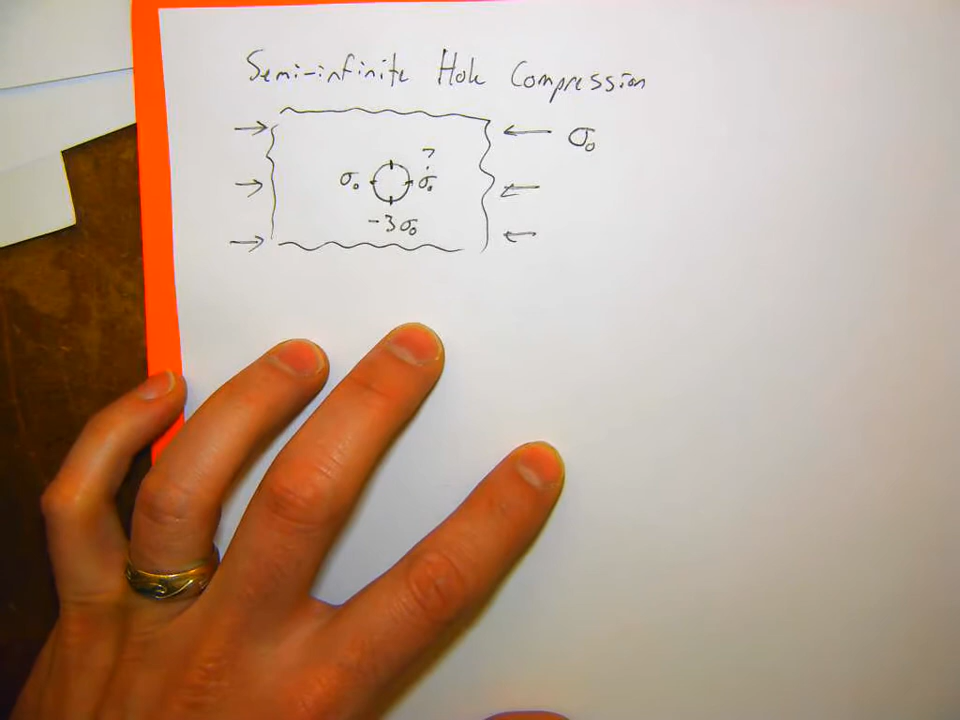 Semi-infinite Hole Compression
σ₀
?
σ₀ σ₀
-3σ₀